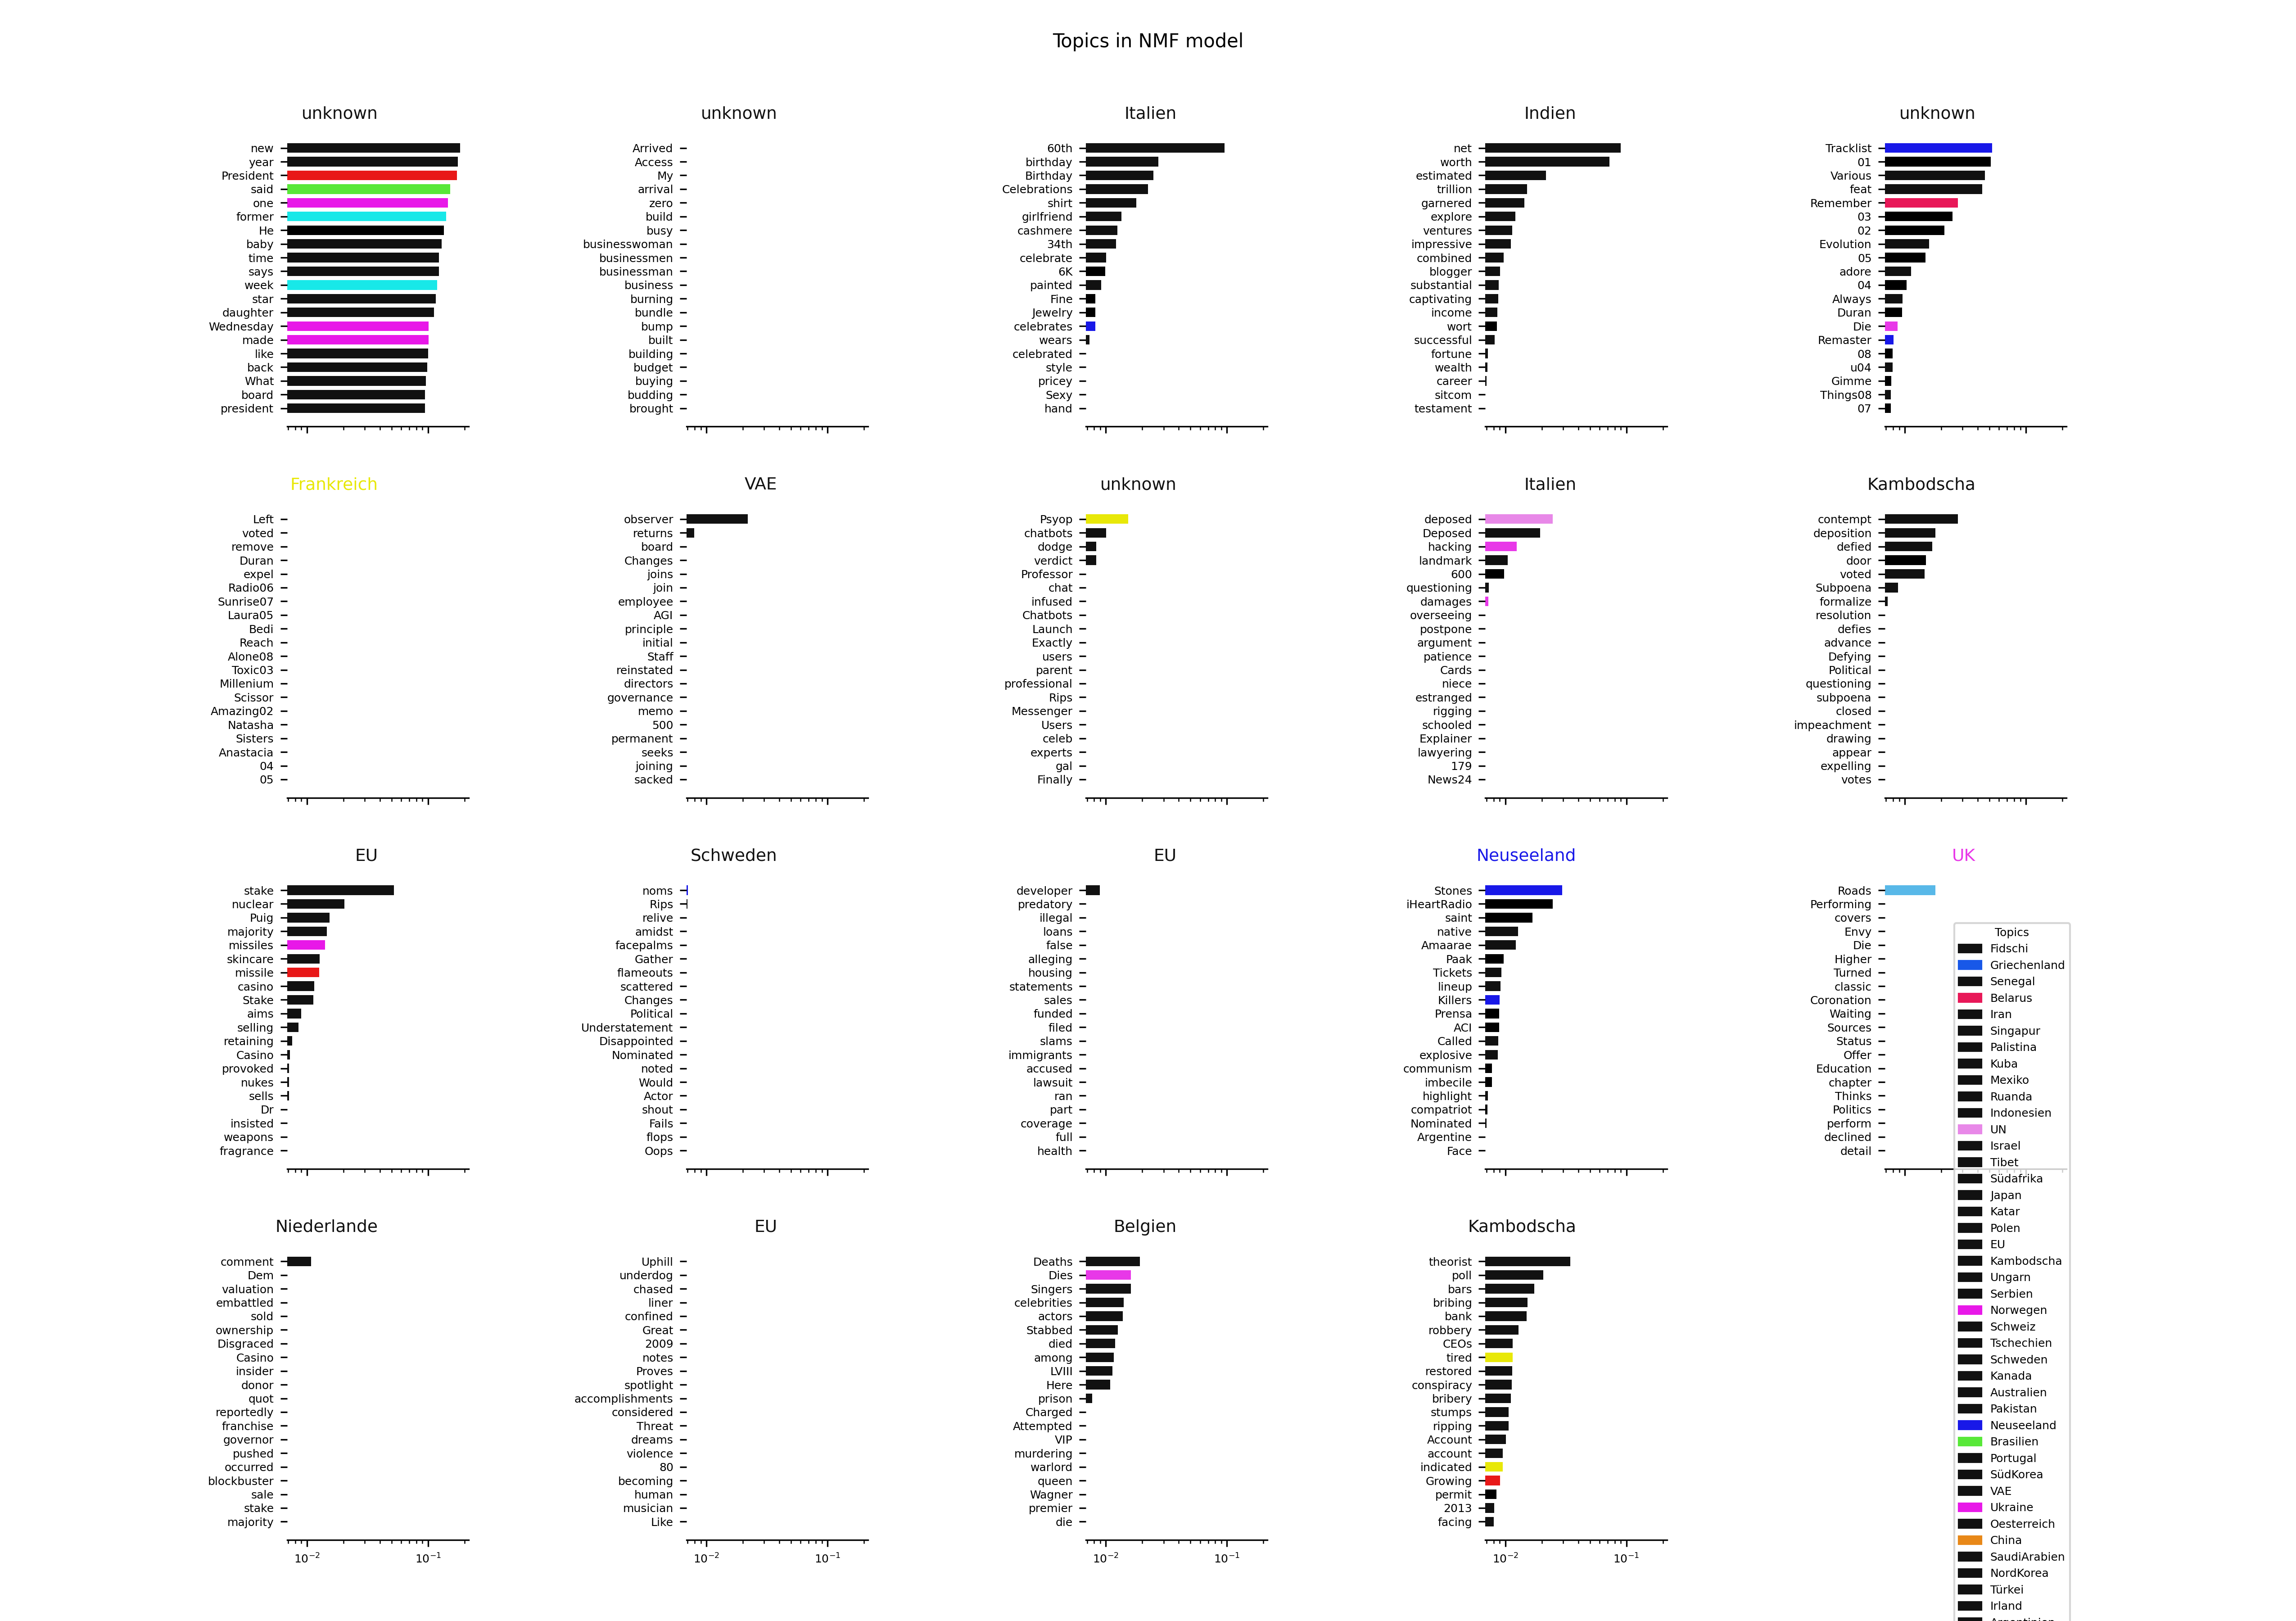 Topics in NMF model
unknown
new
year
President
said
one
former
He
baby
time
says
week
star
daughter
Wednesday
made
like
back
What
board
president
unknown
Arrived
Access
My
arrival
zero
build
busy
businesswoman
businessmen
businessman
business
burning
bundle
bump
built
building
budget
buying
budding
brought
Italien
60th
birthday
Birthday
Celebrations
shirt
girlfriend
cashmere
34th
celebrate
6K
painted
Fine
Jewelry
celebrates
wears
celebrated
style
pricey
Sexy
hand
Indien
net
worth
estimated
trillion
garnered
explore
ventures
impressive
combined
blogger
substantial
captivating
income
wort
successful
fortune
wealth
career
sitcom
testament
unknown
Tracklist
01
Various
feat
Remember
03
02
Evolution
05
adore
04
Always
Duran
Die
Remaster
08
u04
Gimme
Things08
07
Frankreich
Left
voted
remove
Duran
expel
Radio06
Sunrise07
Laura05
Bedi
Reach
Alone08
Toxic03
Millenium
Scissor
Amazing02
Natasha
Sisters
Anastacia
04
05
VAE
observer
returns
board
Changes
joins
join
employee
AGI
principle
initial
Staff
reinstated
directors
governance
memo
500
permanent
seeks
joining
sacked
unknown
Psyop
chatbots
dodge
verdict
Professor
chat
infused
Chatbots
Launch
Exactly
users
parent
professional
Rips
Messenger
Users
celeb
experts
gal
Finally
Italien
deposed
Deposed
hacking
landmark
600
questioning
damages
overseeing
postpone
argument
patience
Cards
niece
estranged
rigging
schooled
Explainer
lawyering
179
News24
Kambodscha
contempt
deposition
defied
door
voted
Subpoena
formalize
resolution
defies
advance
Defying
Political
questioning
subpoena
closed
impeachment
drawing
appear
expelling
votes
EU
stake
nuclear
Puig
majority
missiles
skincare
missile
casino
Stake
aims
selling
retaining
Casino
provoked
nukes
sells
Dr
insisted
weapons
fragrance
Schweden
noms
Rips
relive
amidst
facepalms
Gather
flameouts
scattered
Changes
Political
Understatement
Disappointed
Nominated
noted
Would
Actor
shout
Fails
flops
Oops
EU
developer
predatory
illegal
loans
false
alleging
housing
statements
sales
funded
filed
slams
immigrants
accused
lawsuit
ran
part
coverage
full
health
Neuseeland
Stones
iHeartRadio
saint
native
Amaarae
Paak
Tickets
lineup
Killers
Prensa
ACI
Called
explosive
communism
imbecile
highlight
compatriot
Nominated
Argentine
Face
UK
Roads
Performing
covers
Envy
Die
Higher
Turned
classic
Coronation
Waiting
Sources
Status
Offer
Education
chapter
Thinks
Politics
perform
declined
detail
Niederlande
comment
Dem
valuation
embattled
sold
ownership
Disgraced
Casino
insider
donor
quot
reportedly
franchise
governor
pushed
occurred
blockbuster
sale
stake
majority
10⁻² 10⁻¹
EU
Uphill
underdog
chased
liner
confined
Great
2009
notes
Proves
spotlight
accomplishments
considered
Threat
dreams
violence
80
becoming
human
musician
Like
10⁻² 10⁻¹
Belgien
Deaths
Dies
Singers
celebrities
actors
Stabbed
died
among
LVIII
Here
prison
Charged
Attempted
VIP
murdering
warlord
queen
Wagner
premier
die
10⁻² 10⁻¹
Kambodscha
theorist
poll
bars
bribing
bank
robbery
CEOs
tired
restored
conspiracy
bribery
stumps
ripping
Account
account
indicated
Growing
permit
2013
facing
10⁻² 10⁻¹
Topics
Fidschi
Griechenland
Senegal
Belarus
Iran
Singapur
Palistina
Kuba
Mexiko
Ruanda
Indonesien
UN
Israel
Tibet
Südafrika
Japan
Katar
Polen
EU
Kambodscha
Ungarn
Serbien
Norwegen
Schweiz
Tschechien
Schweden
Kanada
Australien
Pakistan
Neuseeland
Brasilien
Portugal
SüdKorea
VAE
Ukraine
Oesterreich
China
SaudiArabien
NordKorea
Türkei
Irland